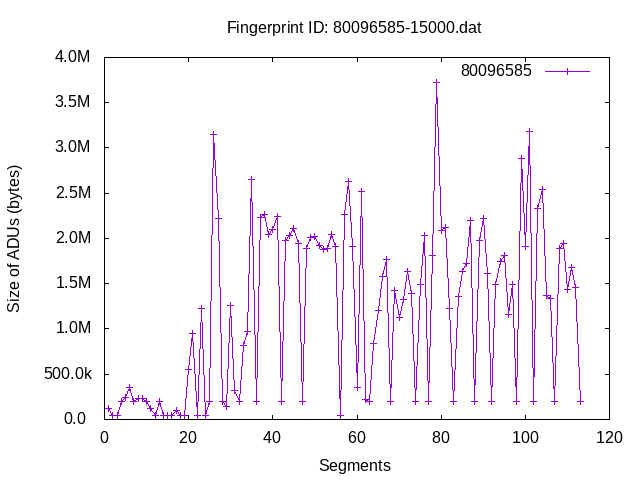 Fingerprint ID: 80096585-15000.dat
80096585
4.0M
3.5M
3.0M
2.5M
2.0M
1.5M
1.0M
500.0k
0.0
Size of ADUs (bytes)
0 20 40 60 80 100 120
Segments